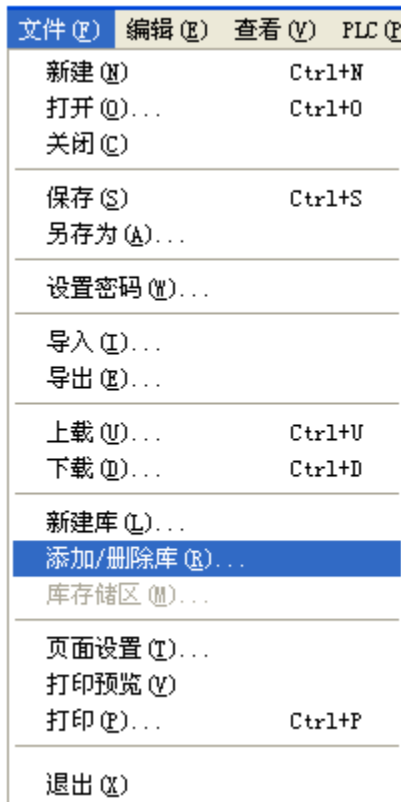 文件(F) 编辑(E) 查看(V) PLC(P
新建(N) Ctrl+N
打开(O)... Ctrl+O
关闭(C)
保存(S) Ctrl+S
另存为(A)...
设置密码(W)...
导入(I)...
导出(E)...
上载(U)... Ctrl+U
下载(D)... Ctrl+D
新建库(L)...
添加/删除库(R)...
库存储区(M)...
页面设置(T)...
打印预览(V)
打印(P)... Ctrl+P
退出(X)